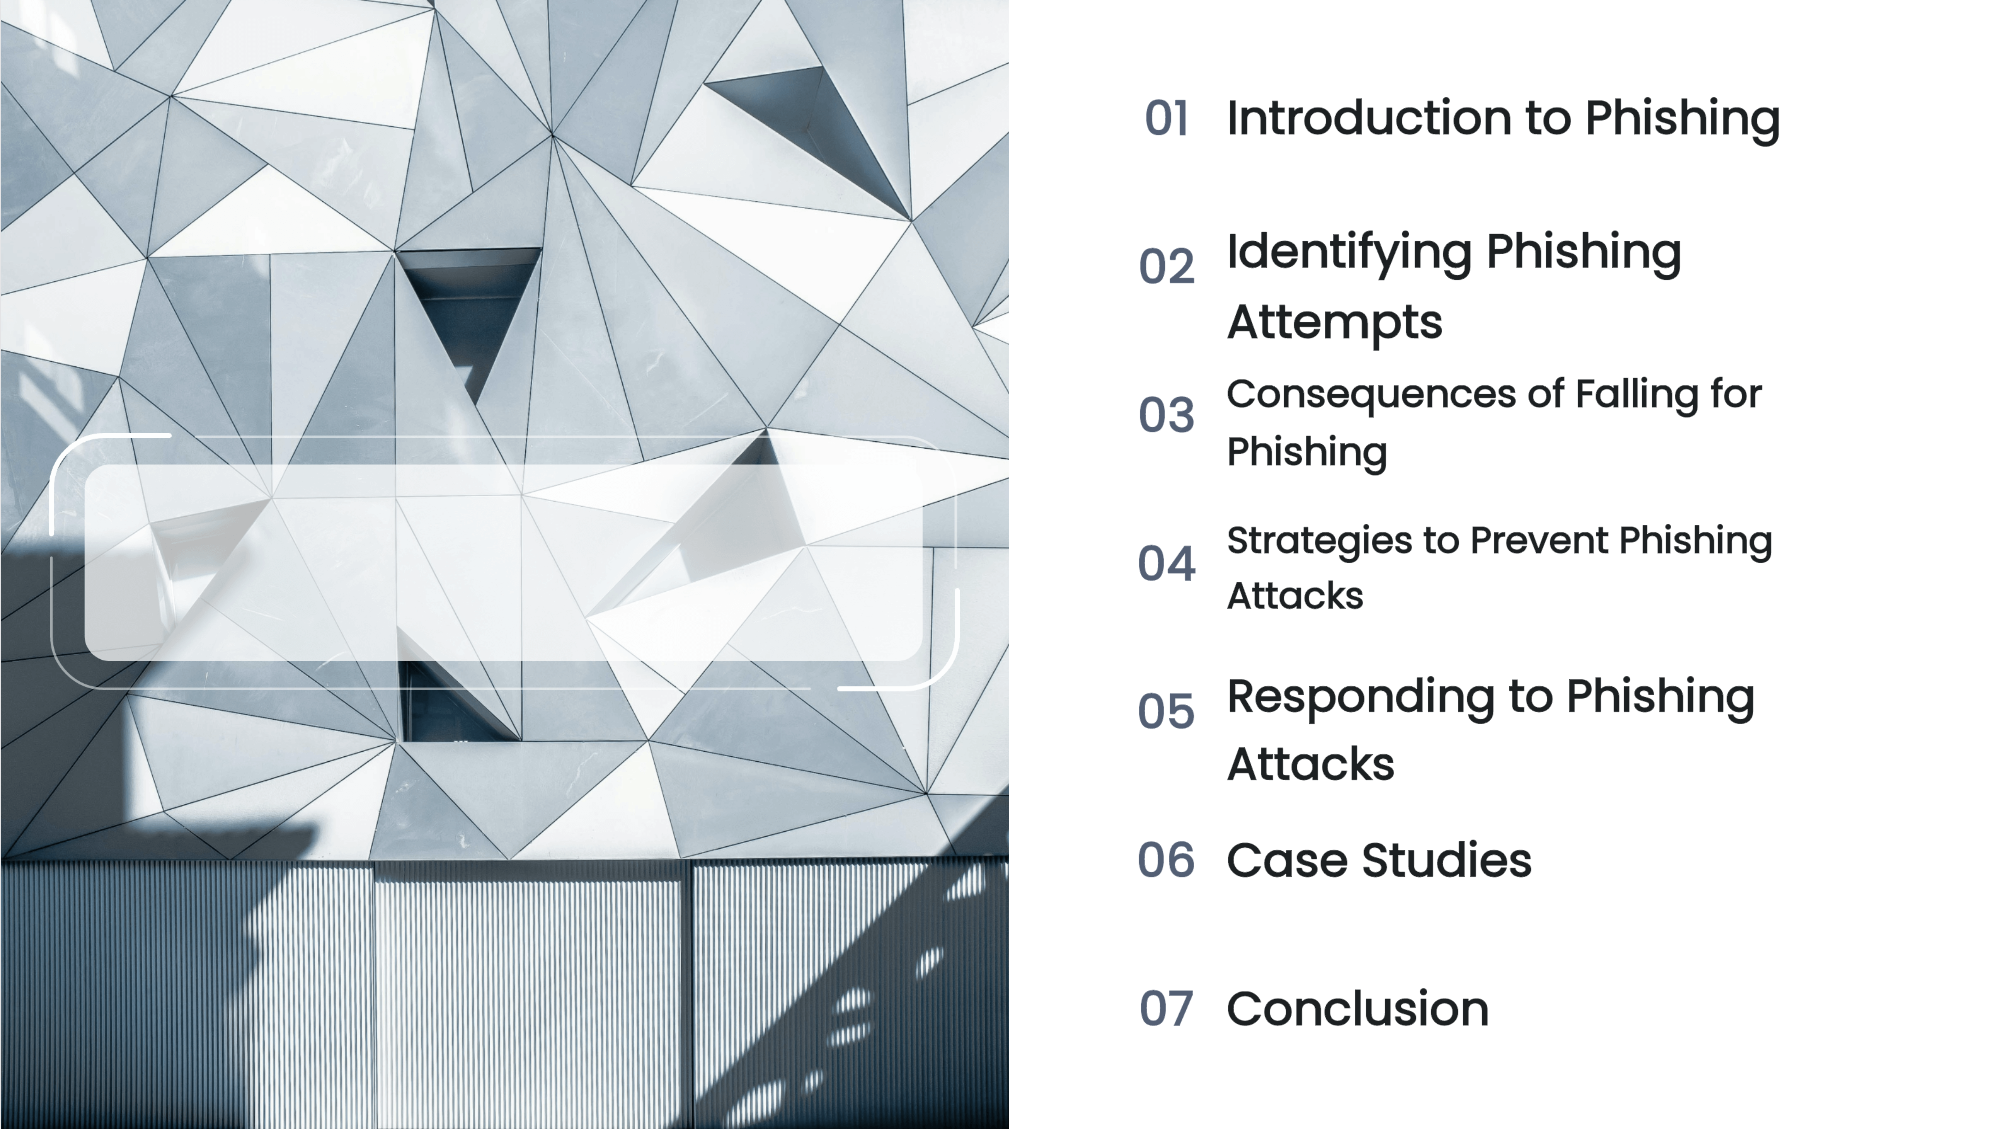 01 Introduction to Phishing
02 Identifying Phishing
Attempts
03 Consequences of Falling for
Phishing
04 Strategies to Prevent Phishing
Attacks
05 Responding to Phishing
Attacks
06 Case Studies
07 Conclusion